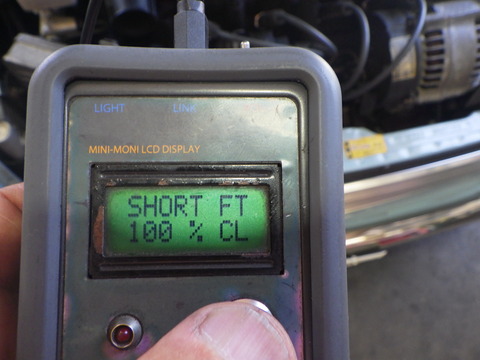 LIGHT LINK
MINI-MONI LCD DISPLAY
SHORT FT
100 % CL